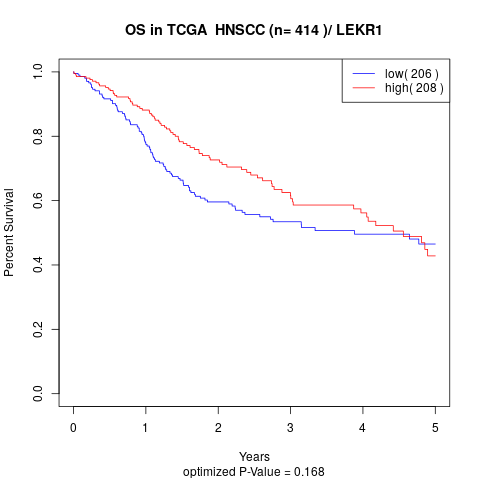 OS in TCGA  HNSCC (n= 414 )/ LEKR1
low( 206 )
high( 208 )
Percent Survival
1.0
0.8
0.6
0.4
0.2
0.0
0 1 2 3 4 5
Years
optimized P-Value = 0.168